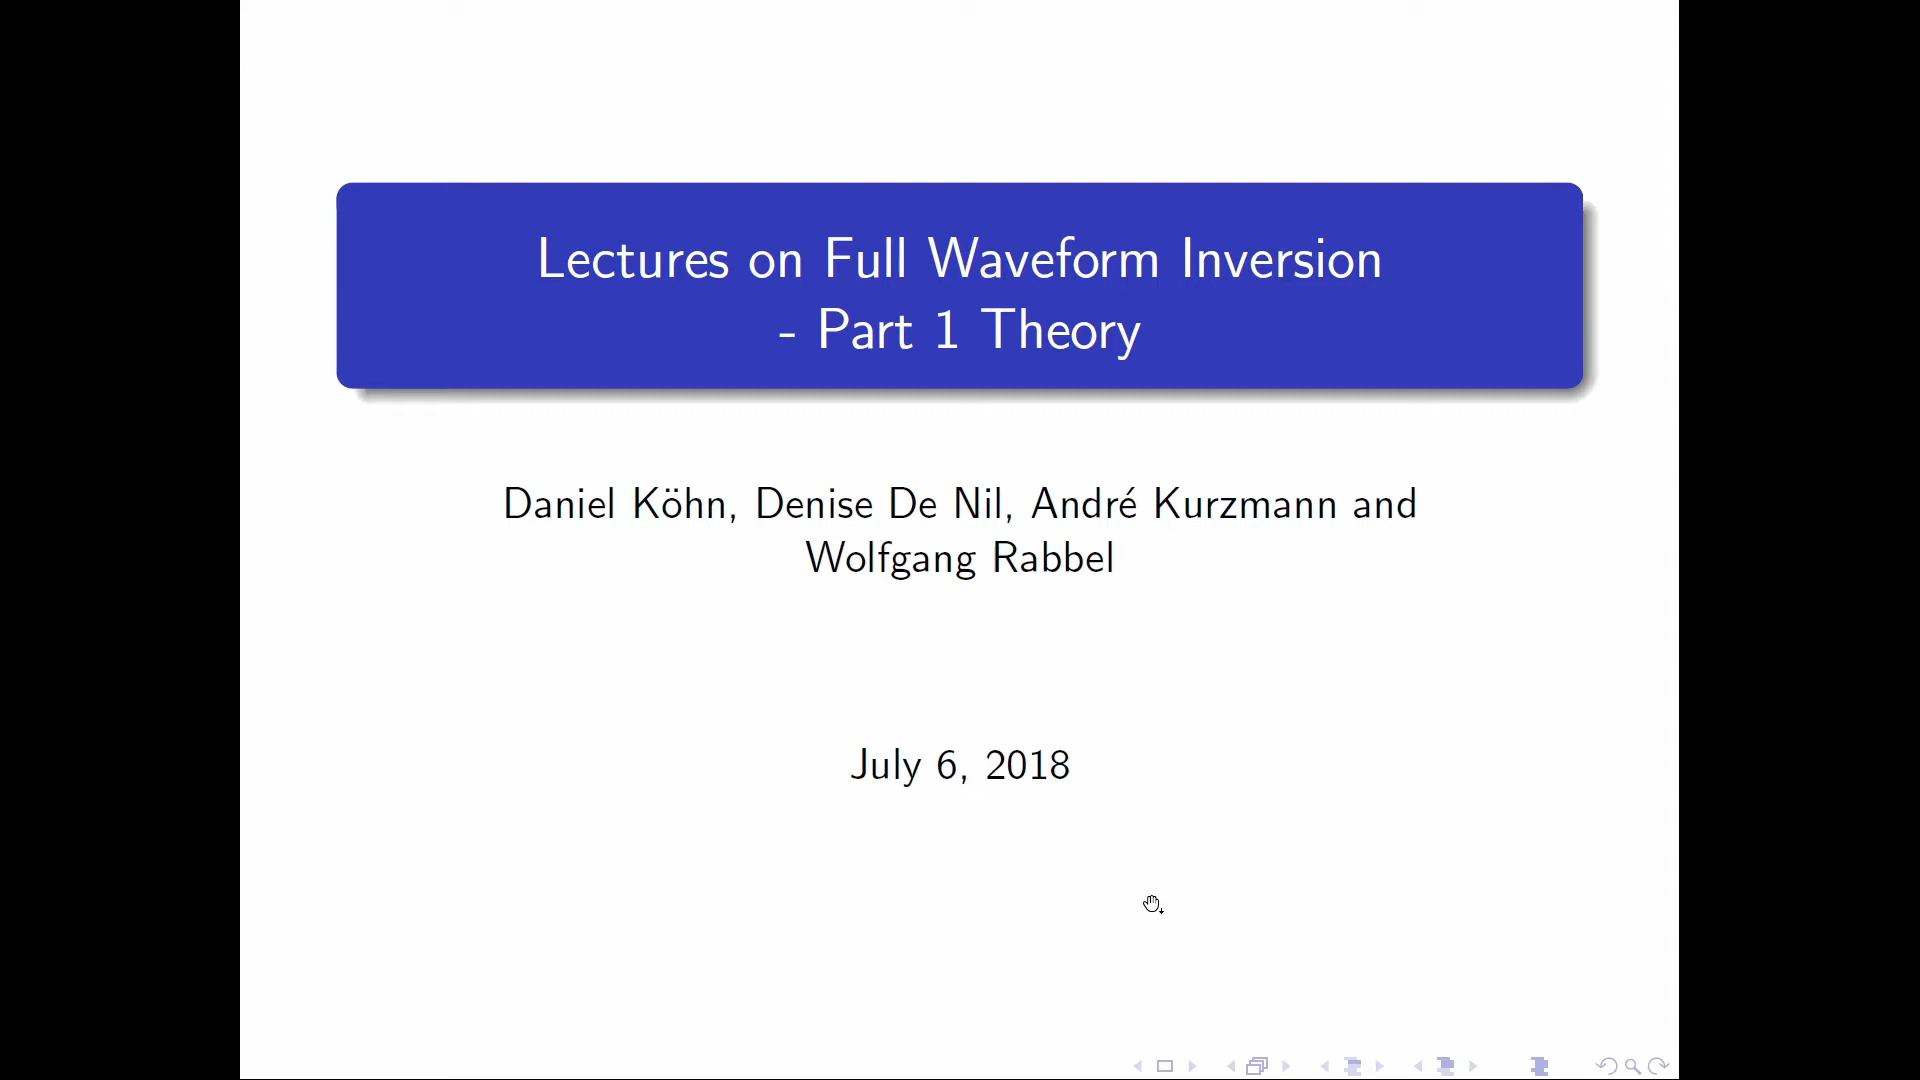 Lectures on Full Waveform Inversion
- Part 1 Theory
Daniel Köhn, Denise De Nil, André Kurzmann and
Wolfgang Rabbel
July 6, 2018